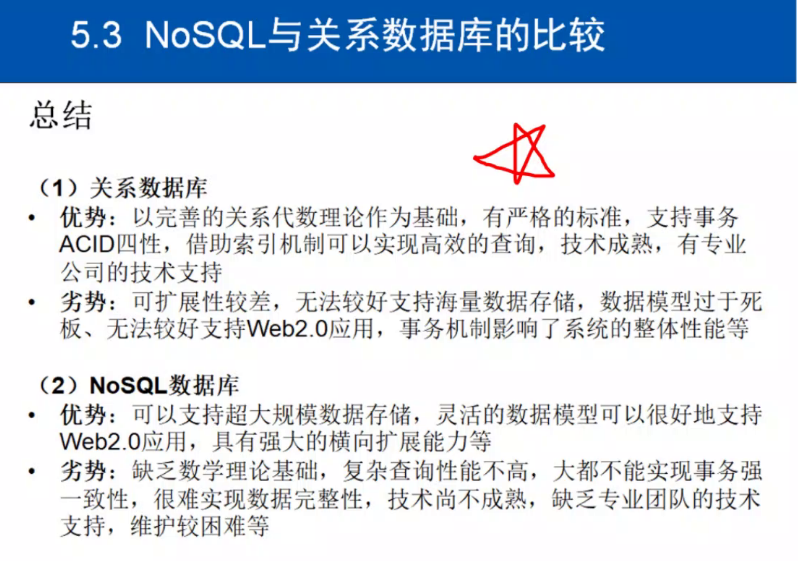 5.3 NoSQL与关系数据库的比较
总结
（1）关系数据库
• 优势：以完善的关系代数理论作为基础，有严格的标准，支持事务
ACID四性，借助索引机制可以实现高效的查询，技术成熟，有专业
公司的技术支持
• 劣势：可扩展性较差，无法较好支持海量数据存储，数据模型过于死
板、无法较好支持Web2.0应用，事务机制影响了系统的整体性能等
（2）NoSQL数据库
• 优势：可以支持超大规模数据存储，灵活的数据模型可以很好地支持
Web2.0应用，具有强大的横向扩展能力等
• 劣势：缺乏数学理论基础，复杂查询性能不高，大都不能实现事务强
一致性，很难实现数据完整性，技术尚不成熟，缺乏专业团队的技术
支持，维护较困难等